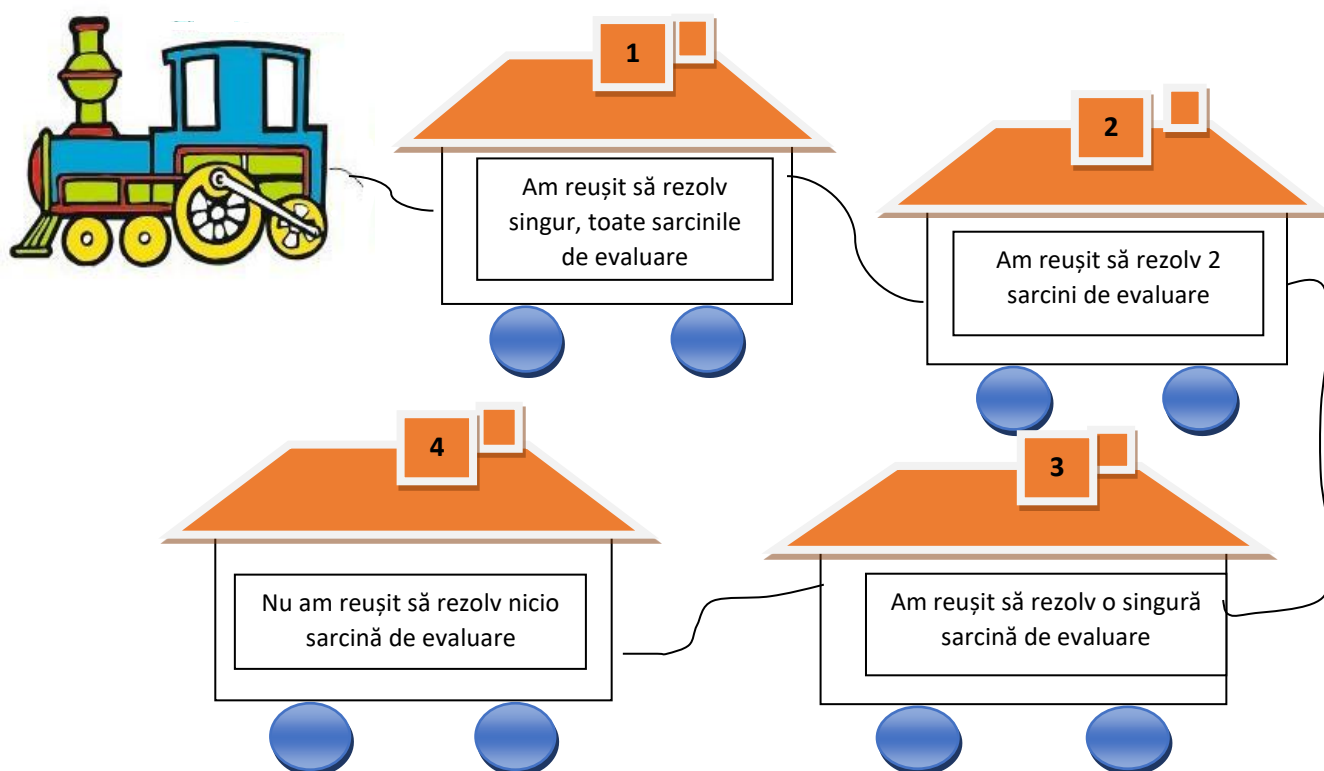 1
Am reușit să rezolv
singur, toate sarcinile
de evaluare
2
Am reușit să rezolv 2
sarcini de evaluare
3
Am reușit să rezolv o singură
sarcină de evaluare
4
Nu am reușit să rezolv nicio
sarcină de evaluare